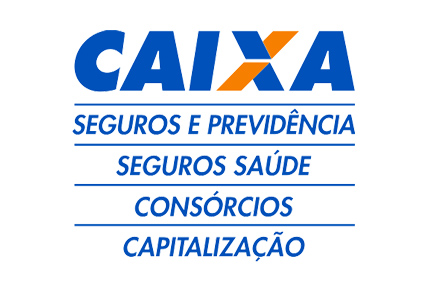 CAIXA
SEGUROS E PREVIDÊNCIA
SEGUROS SAÚDE
CONSÓRCIOS
CAPITALIZAÇÃO